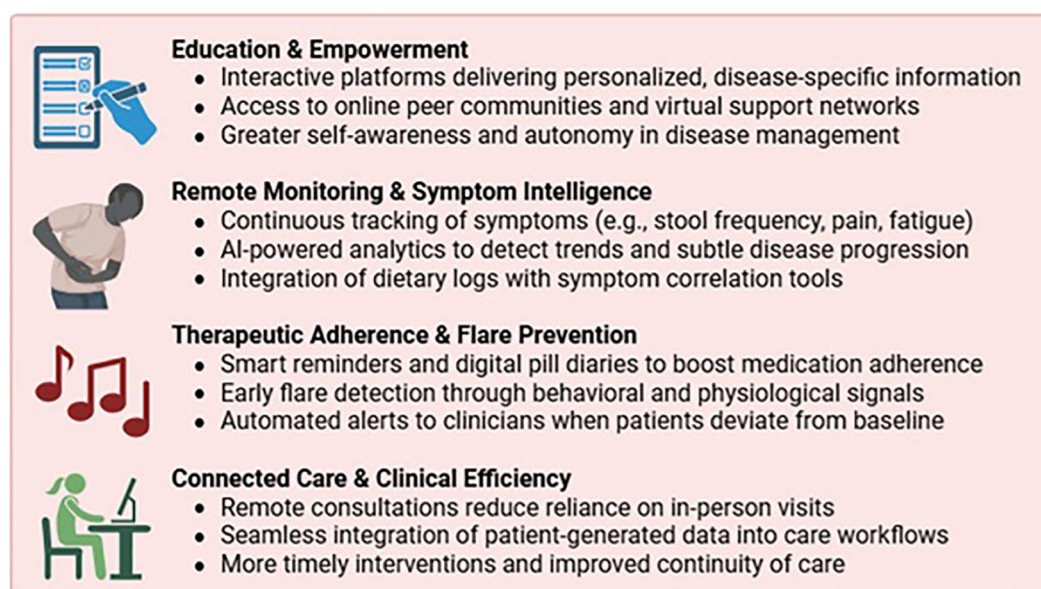 Education & Empowerment
• Interactive platforms delivering personalized, disease-specific information
• Access to online peer communities and virtual support networks
• Greater self-awareness and autonomy in disease management
Remote Monitoring & Symptom Intelligence
• Continuous tracking of symptoms (e.g., stool frequency, pain, fatigue)
• AI-powered analytics to detect trends and subtle disease progression
• Integration of dietary logs with symptom correlation tools
Therapeutic Adherence & Flare Prevention
• Smart reminders and digital pill diaries to boost medication adherence
• Early flare detection through behavioral and physiological signals
• Automated alerts to clinicians when patients deviate from baseline
Connected Care & Clinical Efficiency
• Remote consultations reduce reliance on in-person visits
• Seamless integration of patient-generated data into care workflows
• More timely interventions and improved continuity of care